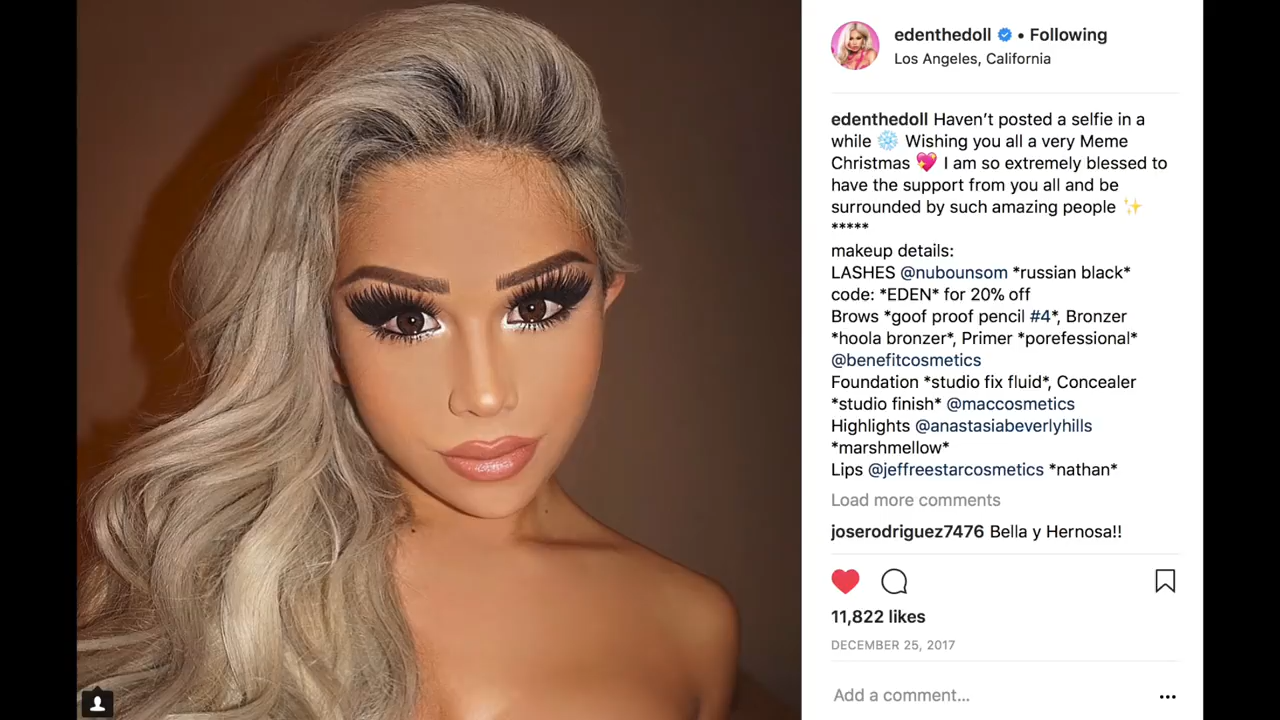 edenthedoll • Following
Los Angeles, California
edenthedoll Haven't posted a selfie in a
while ❄️ Wishing you all a very Meme
Christmas 💖 I am so extremely blessed to
have the support from you all and be
surrounded by such amazing people ✨
*****
makeup details:
LASHES @nubounsom *russian black*
code: *EDEN* for 20% off
Brows *goof proof pencil #4*, Bronzer
*hoola bronzer*, Primer *porefessional*
@benefitcosmetics
Foundation *studio fix fluid*, Concealer
*studio finish* @maccosmetics
Highlights @anastasiabeverlyhills
*marshmellow*
Lips @jeffreestarcosmetics *nathan*
Load more comments
joserodriguez7476 Bella y Hernosa!!
11,822 likes
DECEMBER 25, 2017
Add a comment...